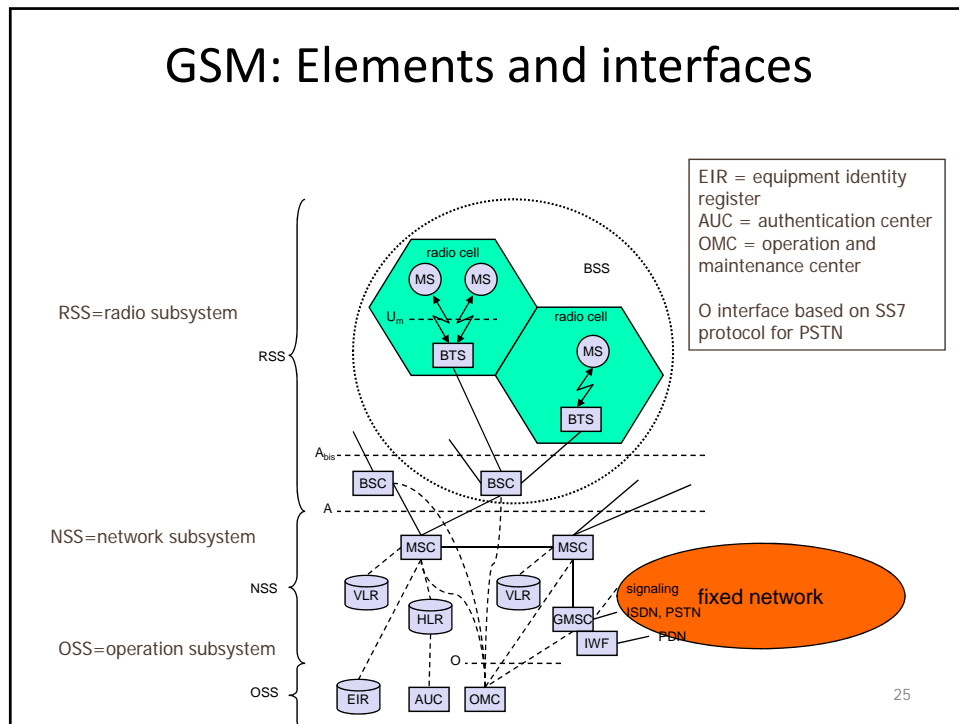 GSM: Elements and interfaces
EIR = equipment identity
register
AUC = authentication center
OMC = operation and
maintenance center
O interface based on SS7
protocol for PSTN
radio cell
BSS
MS
MS
RSS=radio subsystem
Um
radio cell
RSS
BTS
MS
BTS
Abis
BSC
BSC
A
NSS=network subsystem
MSC
MSC
VLR
VLR
NSS
HLR
signaling
fixed network
GMSC
ISDN, PSTN
IWF
PDN
OSS=operation subsystem
O
OSS
EIR
AUC
OMC
25